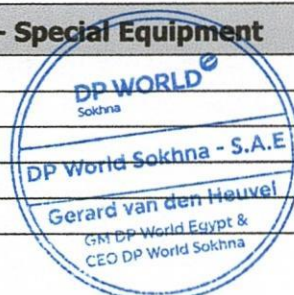 - Special Equipment
DP WORLD
Sokhna
DP World Sokhna - S.A.E
Gerard van den Heuvel
GM DP World Egypt &
CEO DP World Sokhna